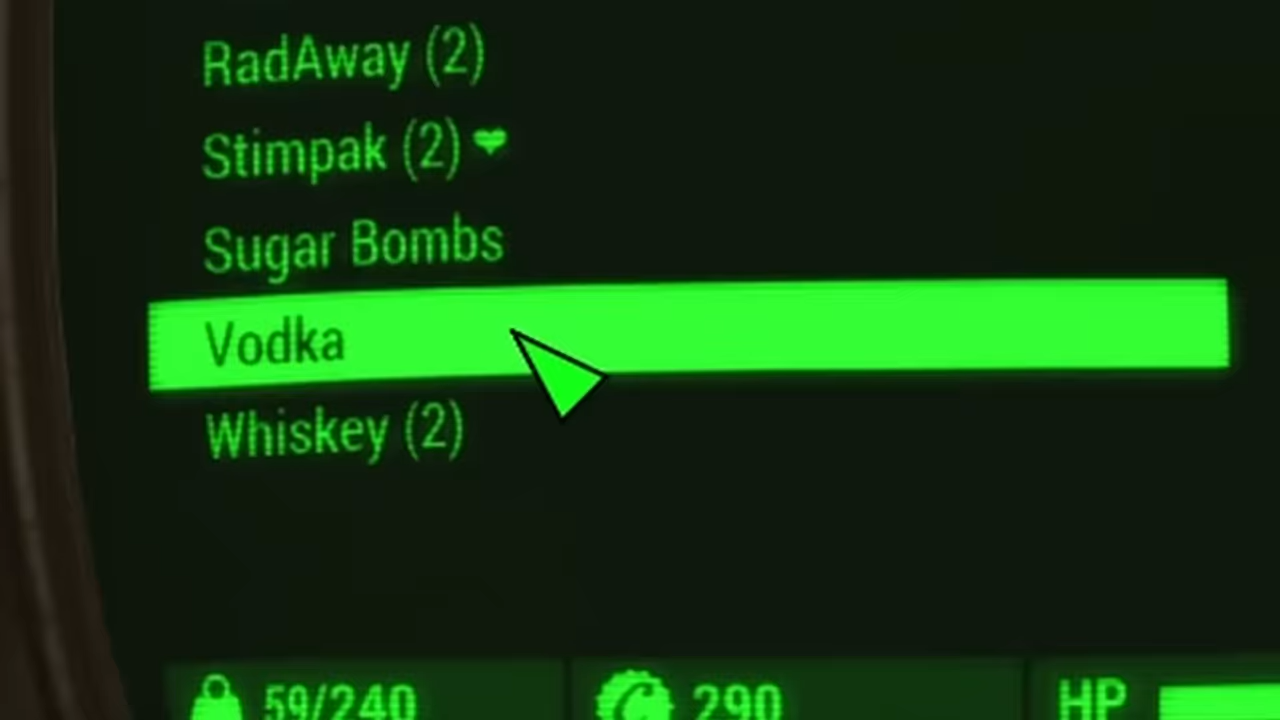 RadAway (2)
Stimpak (2)
Sugar Bombs
Vodka
Whiskey (2)
59/240
290
HP